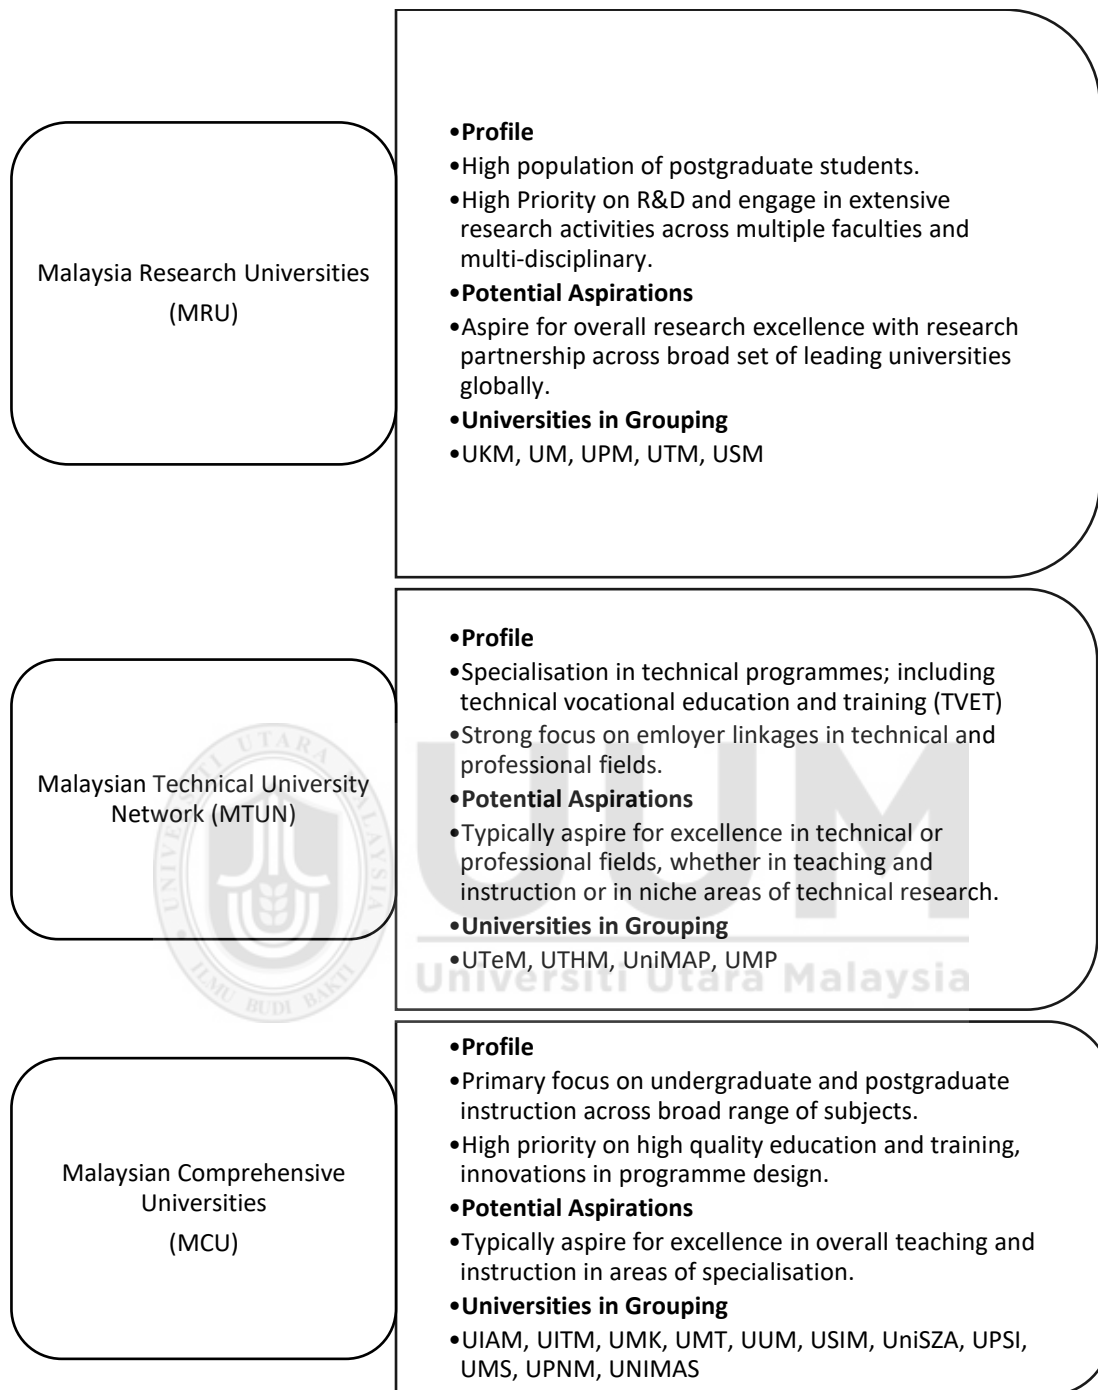 Malaysia Research Universities
(MRU)
•Profile
•High population of postgraduate students.
•High Priority on R&D and engage in extensive
research activities across multiple faculties and
multi-disciplinary.
•Potential Aspirations
•Aspire for overall research excellence with research
partnership across broad set of leading universities
globally.
•Universities in Grouping
•UKM, UM, UPM, UTM, USM
Malaysian Technical University
Network (MTUN)
•Profile
•Specialisation in technical programmes; including
technical vocational education and training (TVET)
•Strong focus on emloyer linkages in technical and
professional fields.
•Potential Aspirations
•Typically aspire for excellence in technical or
professional fields, whether in teaching and
instruction or in niche areas of technical research.
•Universities in Grouping
•UTeM, UTHM, UniMAP, UMP
Malaysian Comprehensive
Universities
(MCU)
•Profile
•Primary focus on undergraduate and postgraduate
instruction across broad range of subjects.
•High priority on high quality education and training,
innovations in programme design.
•Potential Aspirations
•Typically aspire for excellence in overall teaching and
instruction in areas of specialisation.
•Universities in Grouping
•UIAM, UITM, UMK, UMT, UUM, USIM, UniSZA, UPSI,
UMS, UPNM, UNIMAS
UNIVERSITI UTARA MALAYSIA
ILMU BUDI BAKTI
UUM
Universiti Utara Malaysia